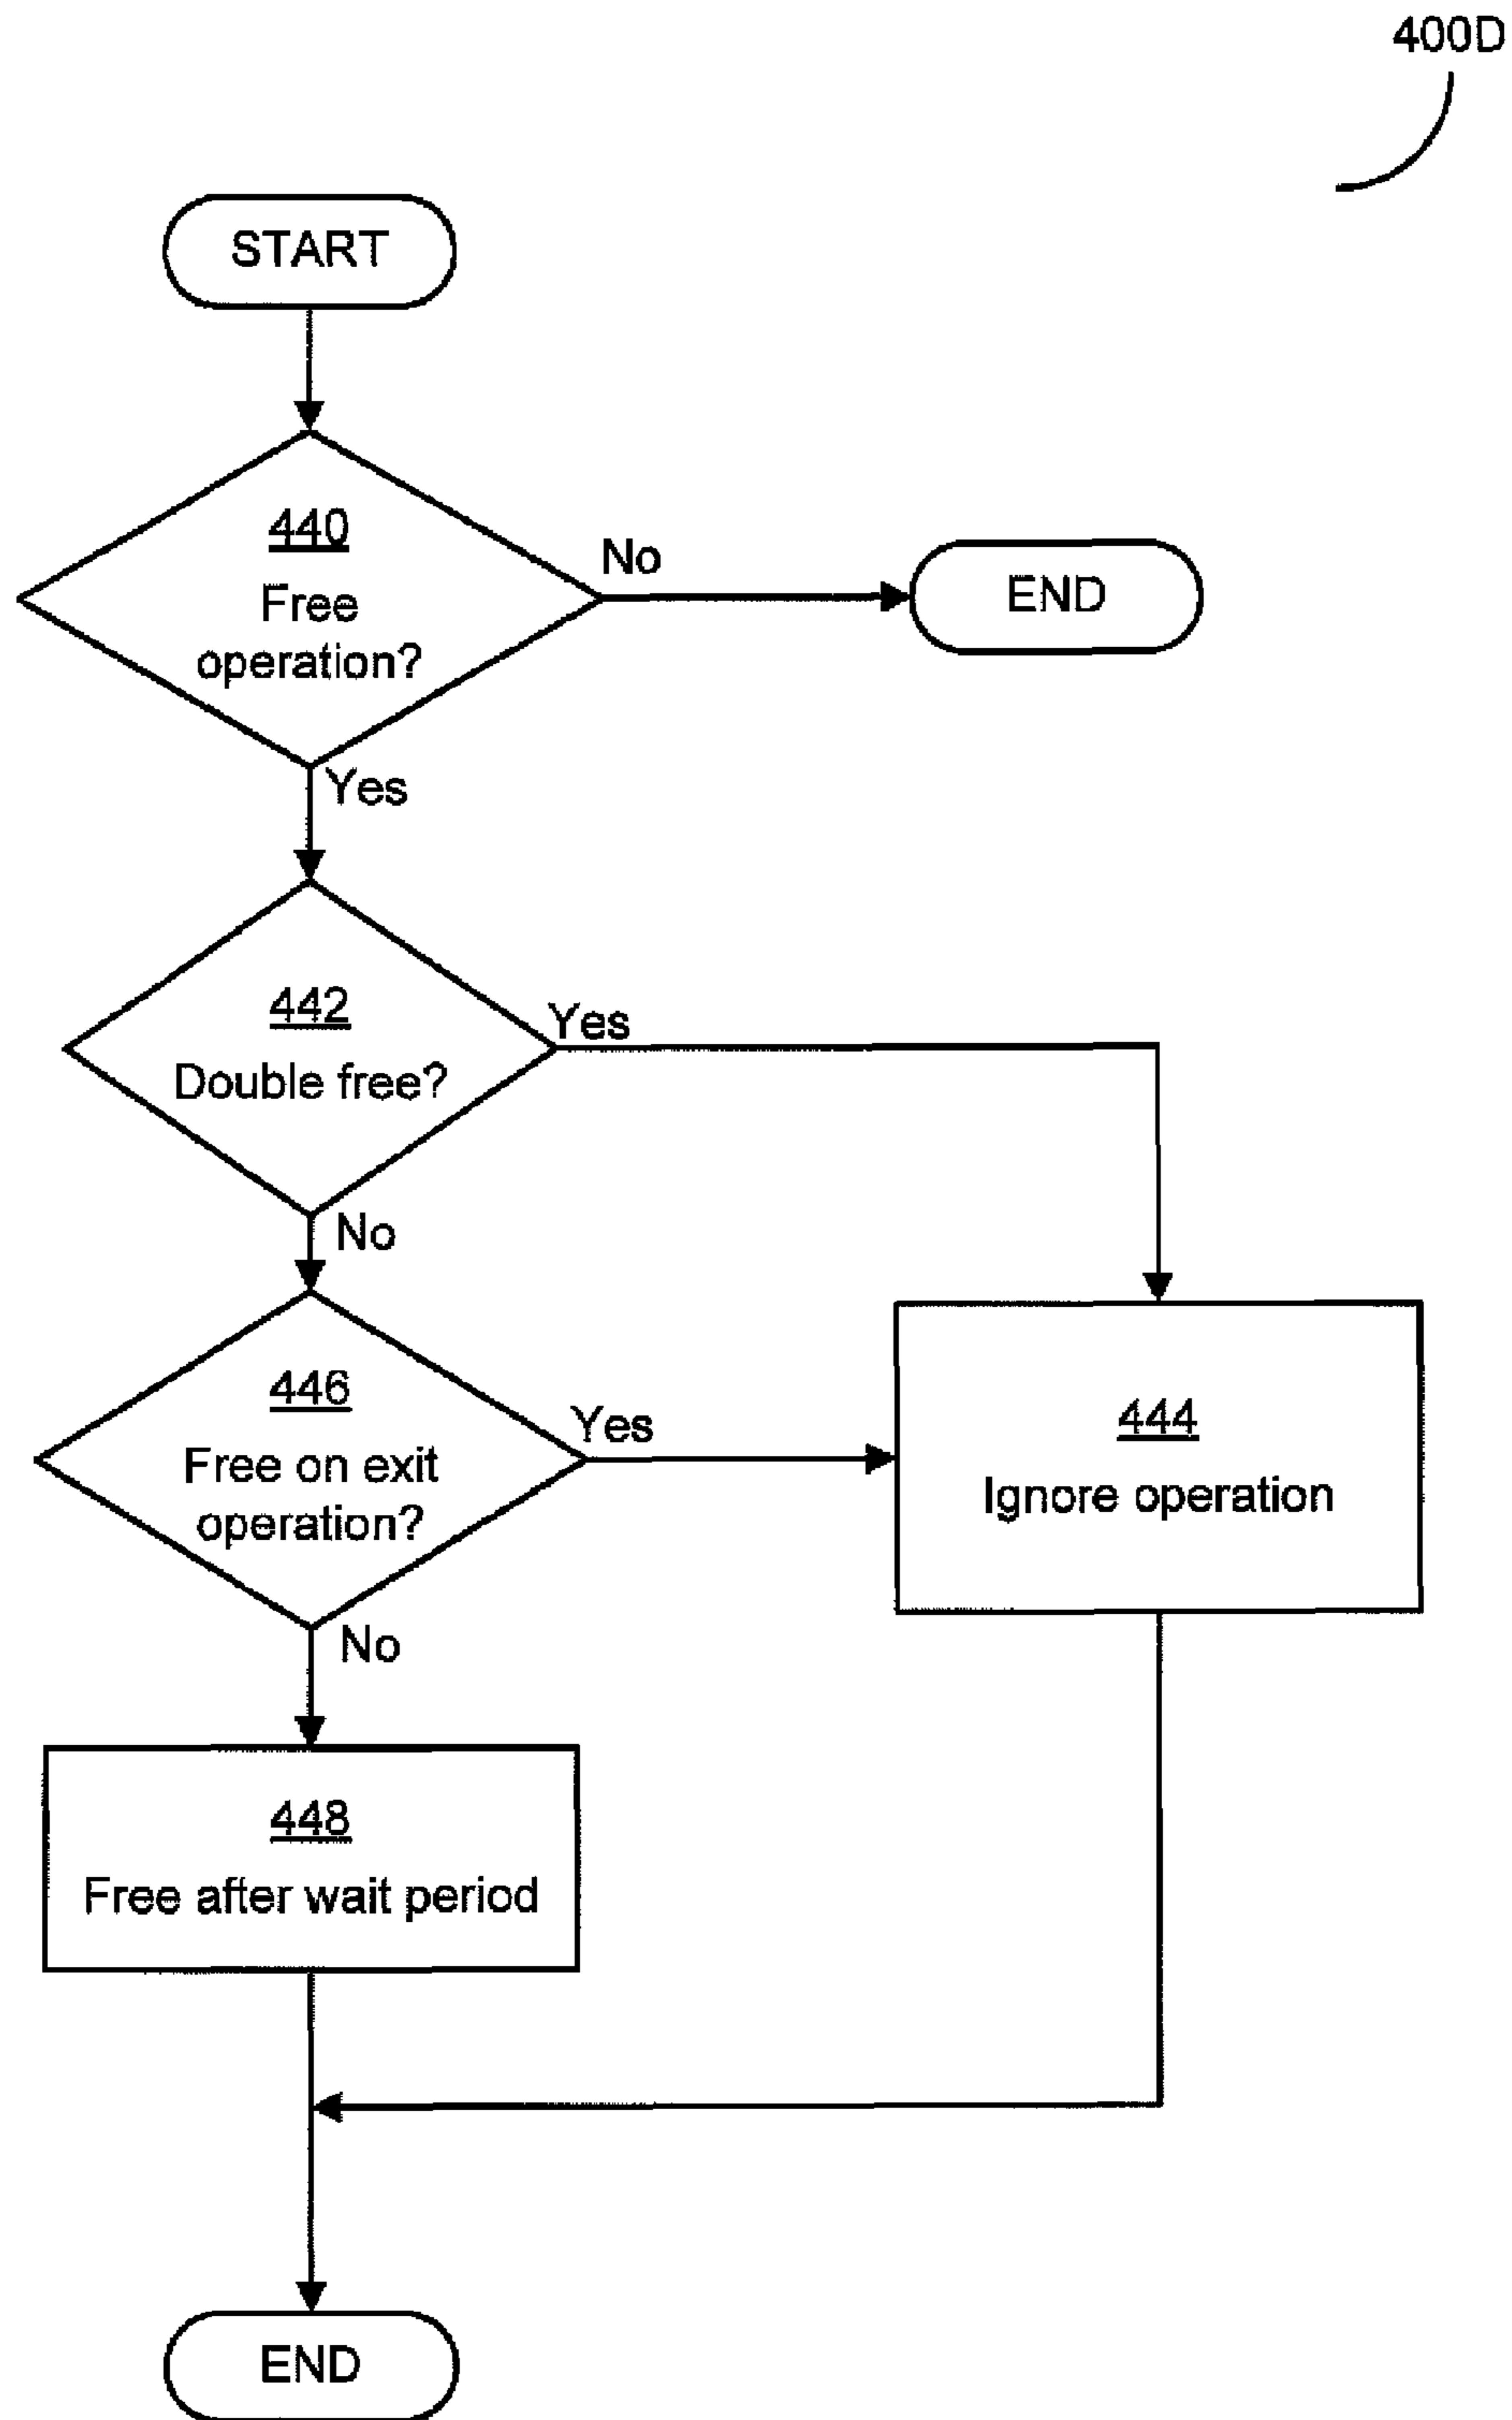 400D
START
440
Free
operation?
No
END
Yes
442
Double free?
Yes
No
446
Free on exit
operation?
Yes
444
Ignore operation
No
448
Free after wait period
END